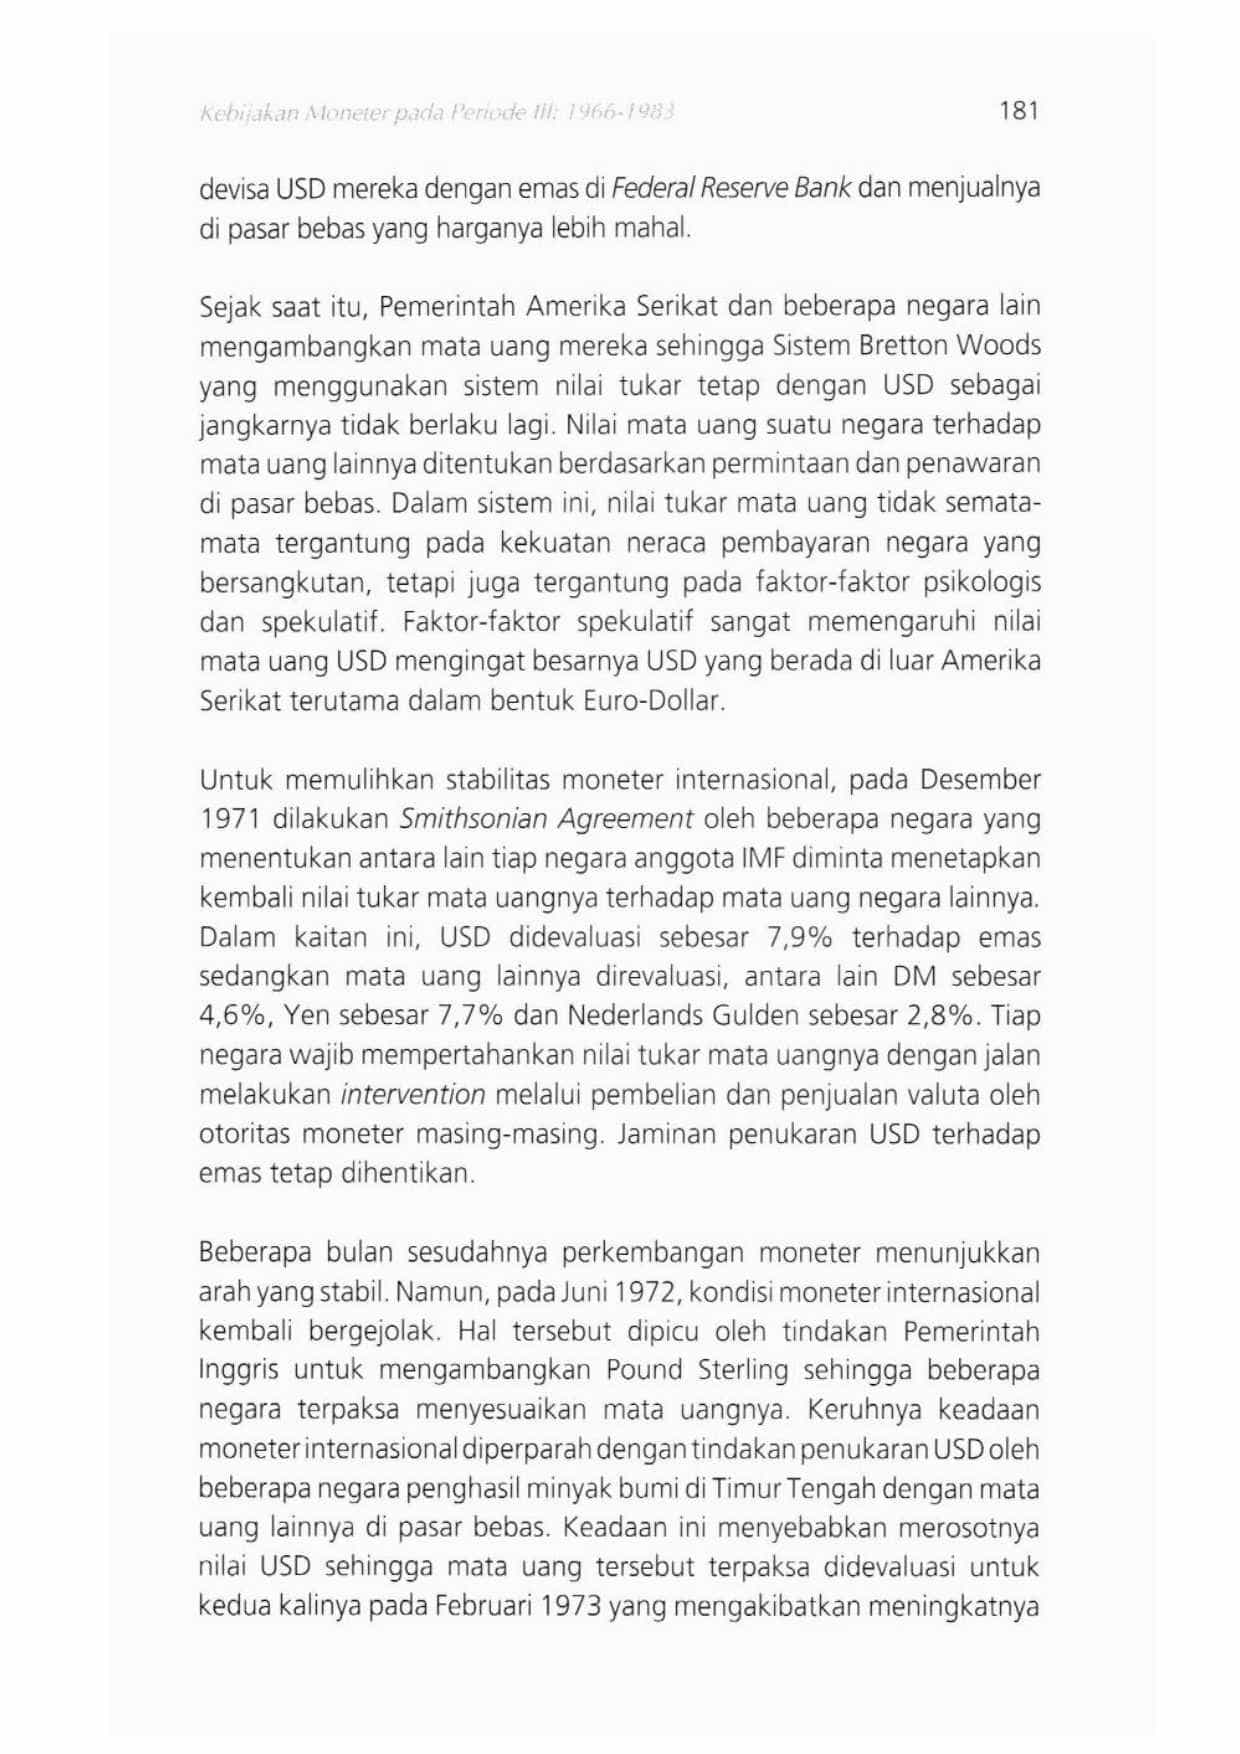 Kebijakan Moneter pada Periode III: 1966-1983 181
devisa USD mereka dengan emas di Federal Reserve Bank dan menjualnya
di pasar bebas yang harganya lebih mahal.
Sejak saat itu, Pemerintah Amerika Serikat dan beberapa negara lain
mengambangkan mata uang mereka sehingga Sistem Bretton Woods
yang menggunakan sistem nilai tukar tetap dengan USD sebagai
jangkarnya tidak berlaku lagi. Nilai mata uang suatu negara terhadap
mata uang lainnya ditentukan berdasarkan permintaan dan penawaran
di pasar bebas. Dalam sistem ini, nilai tukar mata uang tidak semata-
mata tergantung pada kekuatan neraca pembayaran negara yang
bersangkutan, tetapi juga tergantung pada faktor-faktor psikologis
dan spekulatif. Faktor-faktor spekulatif sangat memengaruhi nilai
mata uang USD mengingat besarnya USD yang berada di luar Amerika
Serikat terutama dalam bentuk Euro-Dollar.
Untuk memulihkan stabilitas moneter internasional, pada Desember
1971 dilakukan Smithsonian Agreement oleh beberapa negara yang
menentukan antara lain tiap negara anggota IMF diminta menetapkan
kembali nilai tukar mata uangnya terhadap mata uang negara lainnya.
Dalam kaitan ini, USD didevaluasi sebesar 7,9% terhadap emas
sedangkan mata uang lainnya direvaluasi, antara lain DM sebesar
4,6%, Yen sebesar 7,7% dan Nederlands Gulden sebesar 2,8%. Tiap
negara wajib mempertahankan nilai tukar mata uangnya dengan jalan
melakukan intervention melalui pembelian dan penjualan valuta oleh
otoritas moneter masing-masing. Jaminan penukaran USD terhadap
emas tetap dihentikan.
Beberapa bulan sesudahnya perkembangan moneter menunjukkan
arah yang stabil. Namun, pada Juni 1972, kondisi moneter internasional
kembali bergejolak. Hal tersebut dipicu oleh tindakan Pemerintah
Inggris untuk mengambangkan Pound Sterling sehingga beberapa
negara terpaksa menyesuaikan mata uangnya. Keruhnya keadaan
moneter internasional diperparah dengan tindakan penukaran USD oleh
beberapa negara penghasil minyak bumi di Timur Tengah dengan mata
uang lainnya di pasar bebas. Keadaan ini menyebabkan merosotnya
nilai USD sehingga mata uang tersebut terpaksa didevaluasi untuk
kedua kalinya pada Februari 1973 yang mengakibatkan meningkatnya